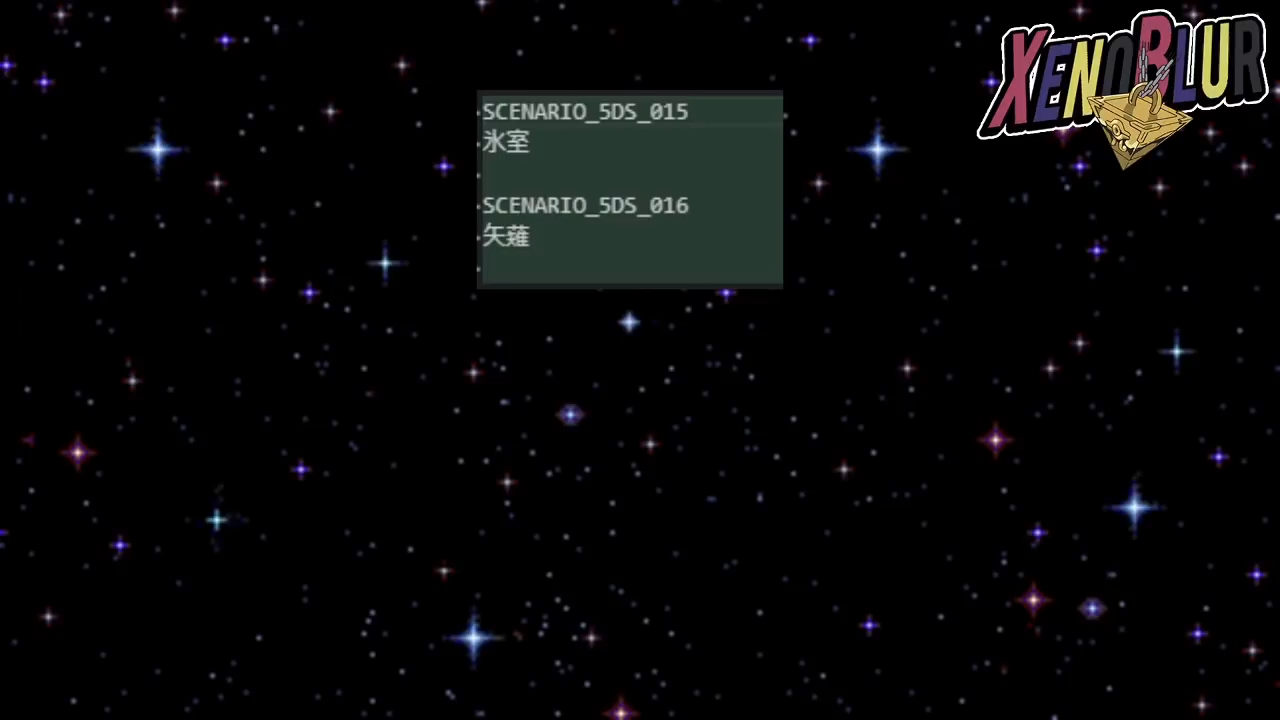 XENOBLUR
SCENARIO_5DS_015
氷室
SCENARIO_5DS_016
矢薙